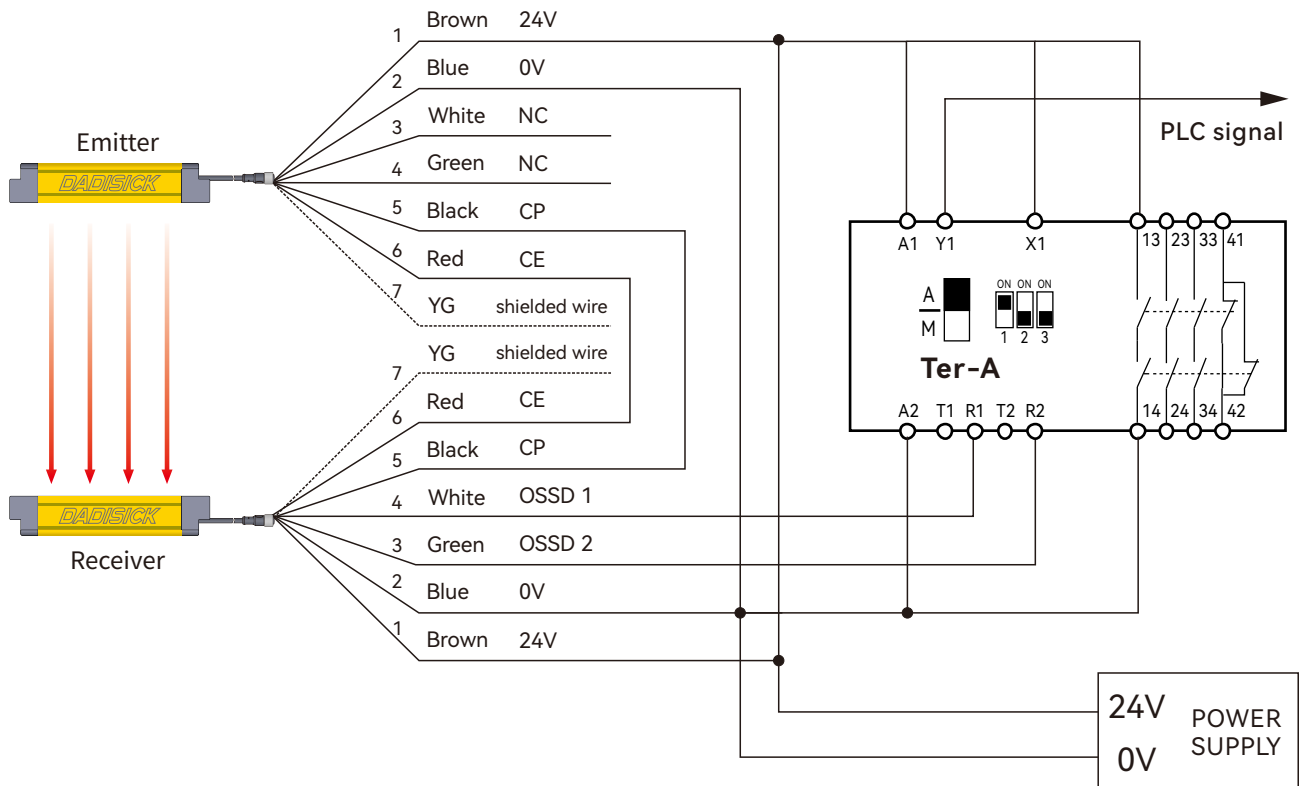 1 Brown 24V
2 Blue 0V
3 White NC
4 Green NC
5 Black CP
6 Red CE
7 YG shielded wire
Emitter
DADISICK
7 YG shielded wire
6 Red CE
5 Black CP
4 White OSSD 1
3 Green OSSD 2
2 Blue 0V
1 Brown 24V
DADISICK
Receiver
PLC signal
A1 Y1 X1 13 23 33 41
A
M
ON ON ON
1 2 3
Ter-A
A2 T1 R1 T2 R2 14 24 34 42
24V
0V
POWER
SUPPLY